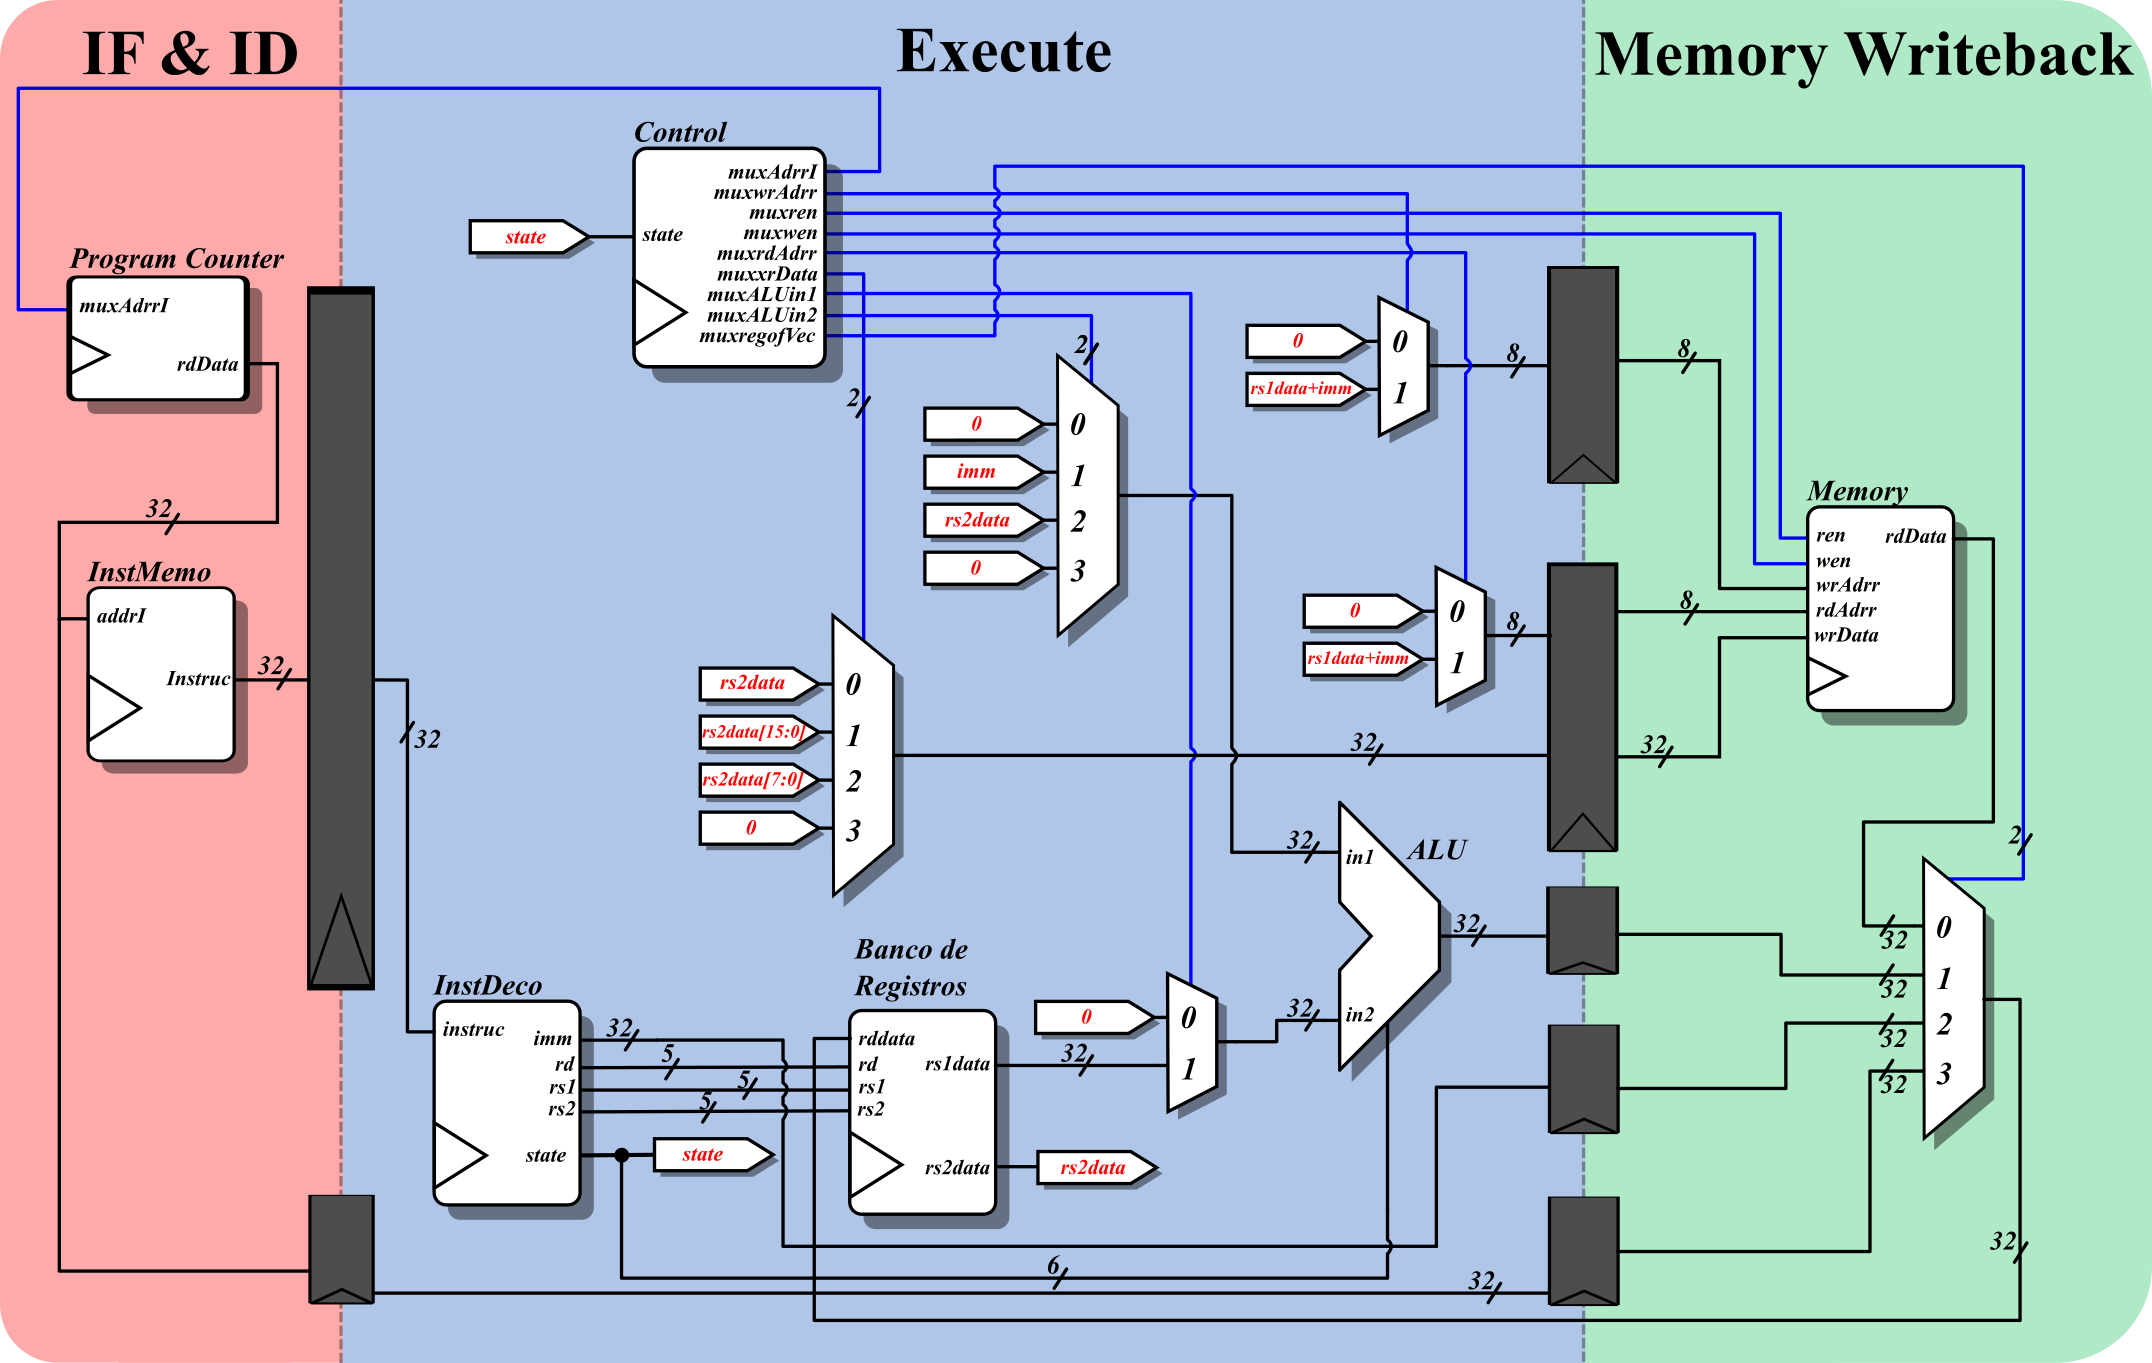 IF & ID
Execute
Memory Writeback
Control
muxAdrrI
muxwrAdrr
muxren
muxwen
muxrdAdrr
muxxrData
muxALUin1
muxALUin2
muxregofVec
state
state
Program Counter
muxAdrrI
rdData
32
InstMemo
addrI
Instruc
32
32
2
2
0
imm
rs2data
0
0
1
2
3
0
rs1data+imm
0
1
8
8
0
rs1data+imm
0
1
8
8
Memory
ren
wen
wrAdrr
rdAdrr
wrData
rdData
rs2data
rs2data[15:0]
rs2data[7:0]
0
0
1
2
3
32
32
ALU
in1
in2
32
32
32
2
0
1
2
3
32
32
32
32
InstDeco
instruc
imm
rd
rs1
rs2
state
32
5
5
5
state
Banco de
Registros
rddata
rd
rs1
rs2
rs1data
rs2data
0
32
0
1
rs2data
6
32
32